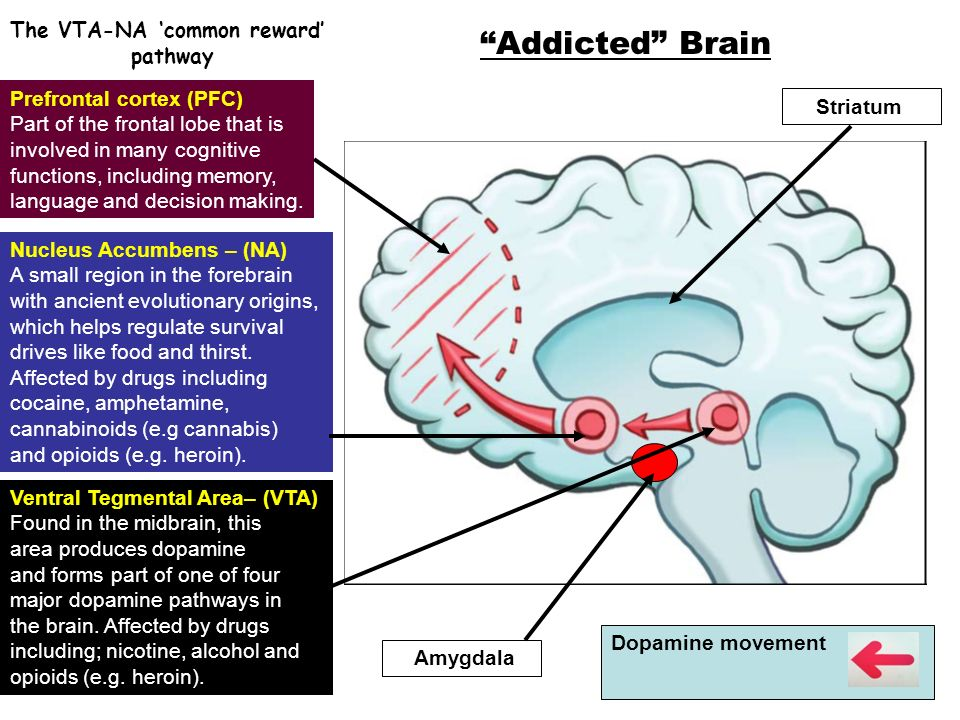 The VTA-NA ‘common reward’
pathway
“Addicted” Brain
Prefrontal cortex (PFC)
Part of the frontal lobe that is
involved in many cognitive
functions, including memory,
language and decision making.
Striatum
Nucleus Accumbens – (NA)
A small region in the forebrain
with ancient evolutionary origins,
which helps regulate survival
drives like food and thirst.
Affected by drugs including
cocaine, amphetamine,
cannabinoids (e.g cannabis)
and opioids (e.g. heroin).
Ventral Tegmental Area– (VTA)
Found in the midbrain, this
area produces dopamine
and forms part of one of four
major dopamine pathways in
the brain. Affected by drugs
including; nicotine, alcohol and
opioids (e.g. heroin).
Amygdala
Dopamine movement